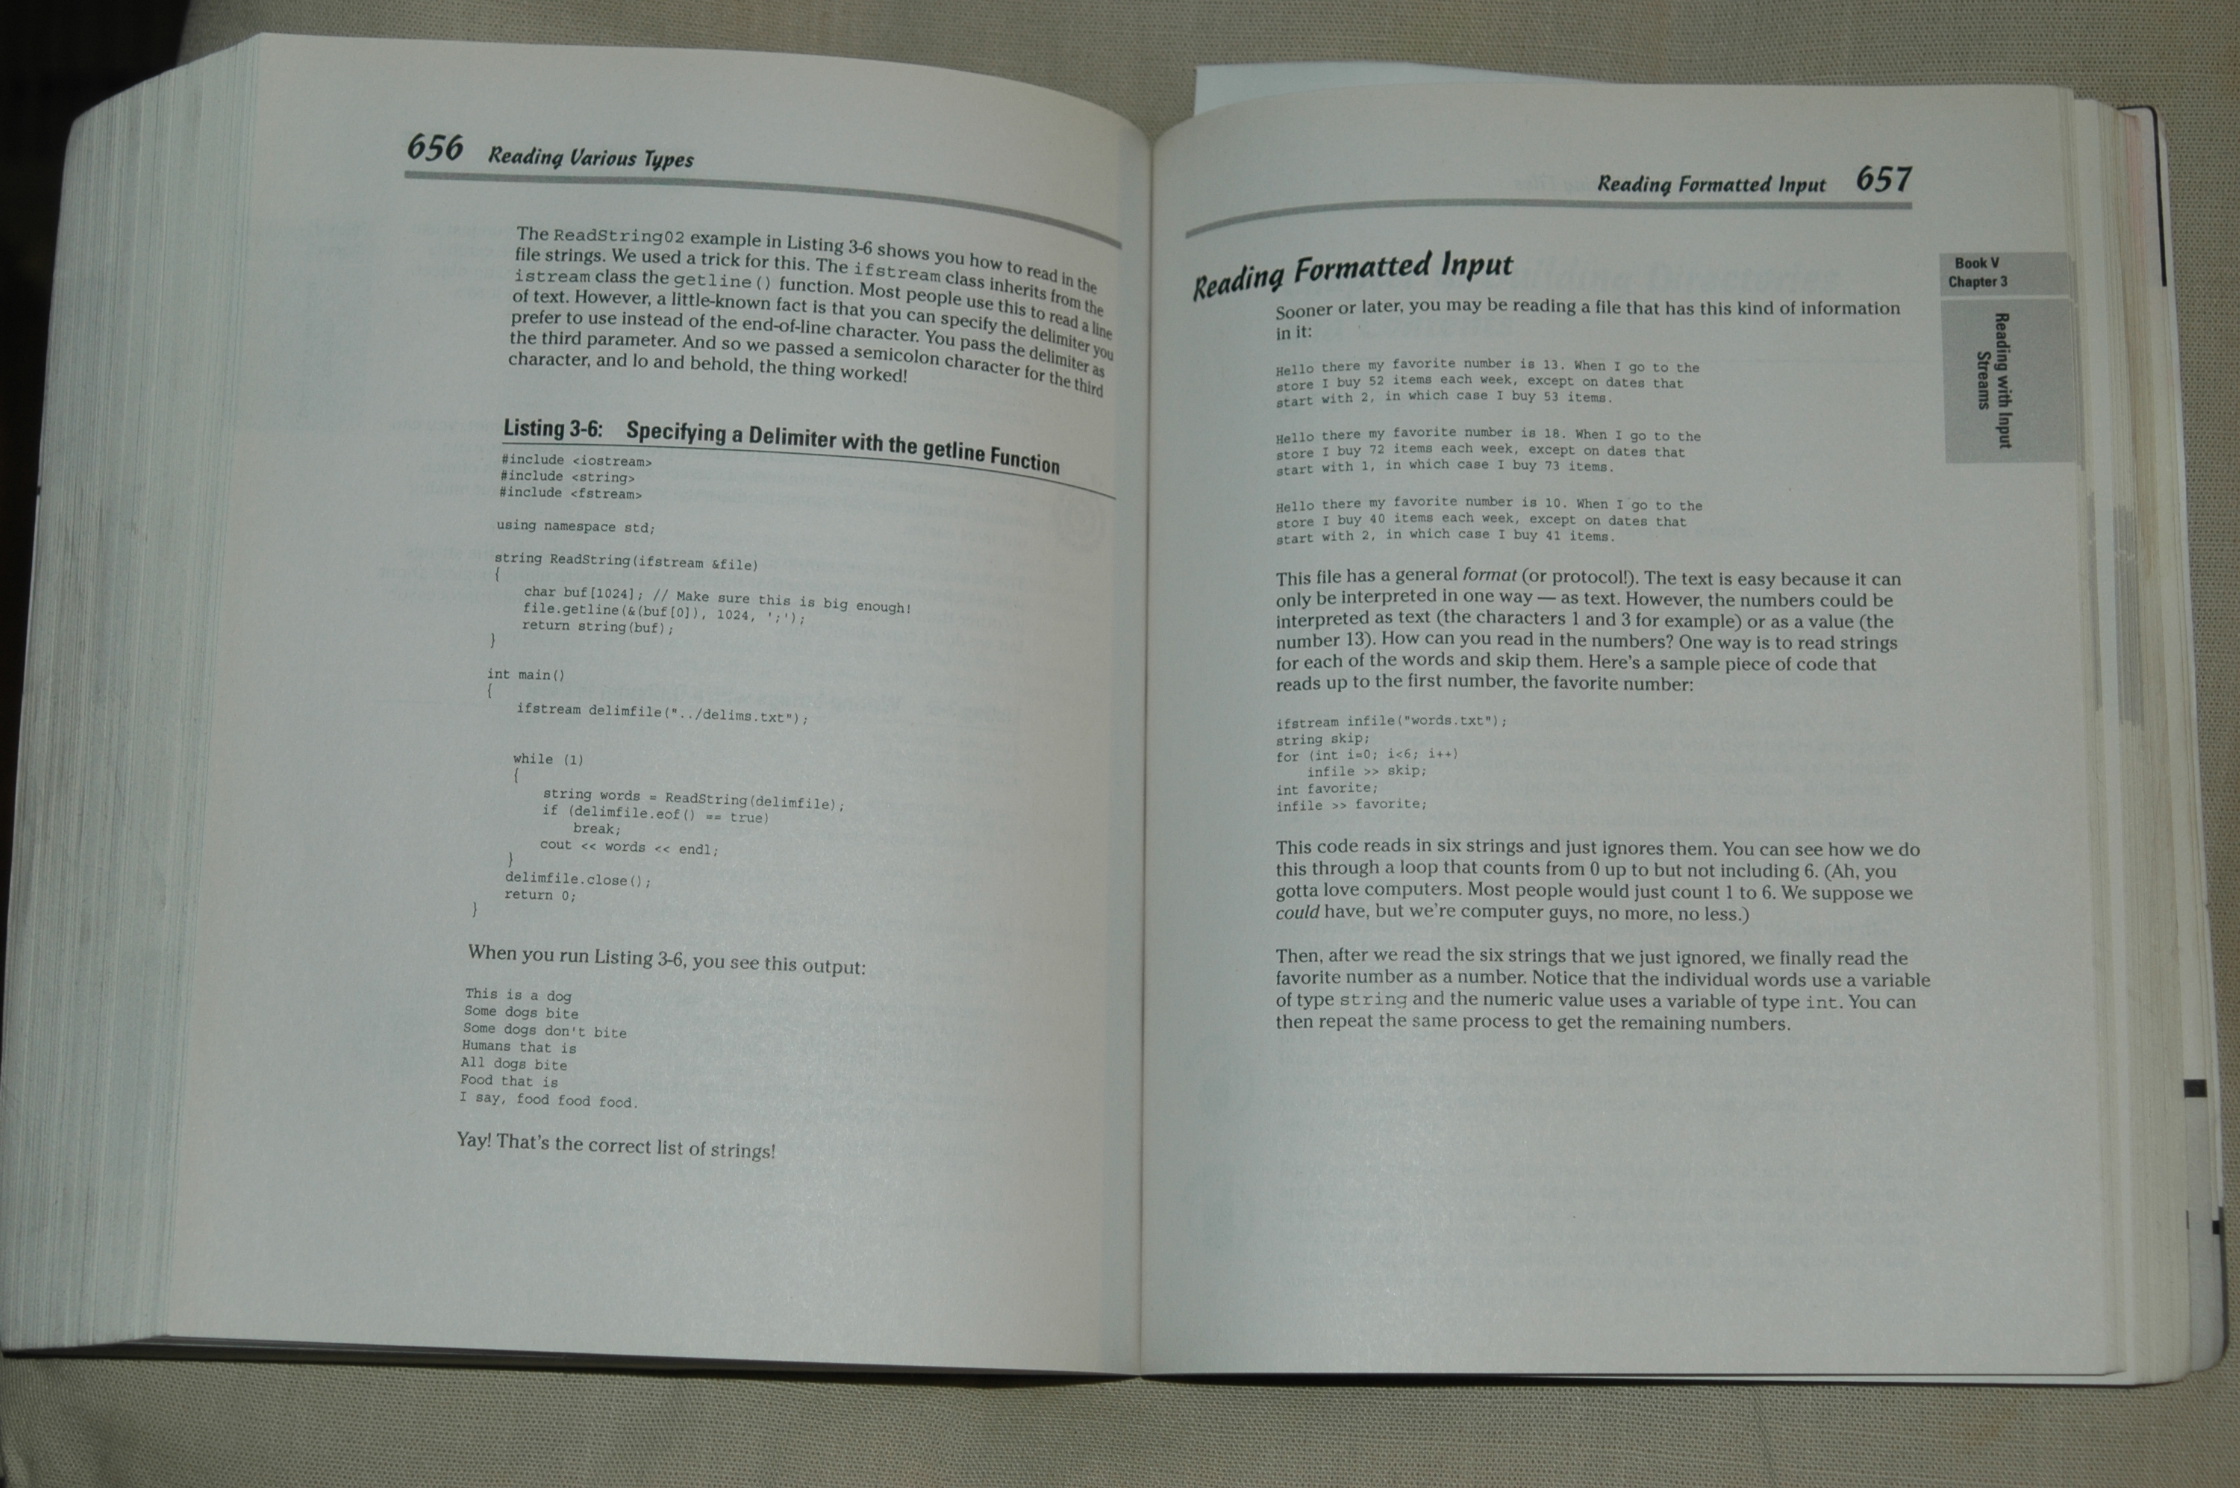 656 Reading Various Types
The ReadString02 example in Listing 3-6 shows you how to read in the
file strings. We used a trick for this. The ifstream class inherits from the
istream class the getline() function. Most people use this to read a line
of text. However, a little-known fact is that you can specify the delimiter you
prefer to use instead of the end-of-line character. You pass the delimiter as
the third parameter. And so we passed a semicolon character for the third
character, and lo and behold, the thing worked!
Listing 3-6: Specifying a Delimiter with the getline Function
#include <iostream>
#include <string>
#include <fstream>
using namespace std;
string ReadString(ifstream &file)
{
char buf[1024]; // Make sure this is big enough!
file.getline(&(buf[0]), 1024, ';');
return string(buf);
}
int main()
{
ifstream delimfile("../delims.txt");
while (1)
{
string words = ReadString(delimfile);
if (delimfile.eof() == true)
break;
cout << words << endl;
}
delimfile.close();
return 0;
}
When you run Listing 3-6, you see this output:
This is a dog
Some dogs bite
Some dogs don't bite
Humans that is
All dogs bite
Food that is
I say, food food food.
Yay! That's the correct list of strings!
Reading Formatted Input 657
Reading Formatted Input
Sooner or later, you may be reading a file that has this kind of information
in it:
Hello there my favorite number is 13. When I go to the
store I buy 52 items each week, except on dates that
start with 2, in which case I buy 53 items.
Hello there my favorite number is 18. When I go to the
store I buy 72 items each week, except on dates that
start with 1, in which case I buy 73 items.
Hello there my favorite number is 10. When I go to the
store I buy 40 items each week, except on dates that
start with 2, in which case I buy 41 items.
This file has a general format (or protocol!). The text is easy because it can
only be interpreted in one way — as text. However, the numbers could be
interpreted as text (the characters 1 and 3 for example) or as a value (the
number 13). How can you read in the numbers? One way is to read strings
for each of the words and skip them. Here's a sample piece of code that
reads up to the first number, the favorite number:
ifstream infile("words.txt");
string skip;
for (int i=0; i<6; i++)
infile >> skip;
int favorite;
infile >> favorite;
This code reads in six strings and just ignores them. You can see how we do
this through a loop that counts from 0 up to but not including 6. (Ah, you
gotta love computers. Most people would just count 1 to 6. We suppose we
could have, but we're computer guys, no more, no less.)
Then, after we read the six strings that we just ignored, we finally read the
favorite number as a number. Notice that the individual words use a variable
of type string and the numeric value uses a variable of type int. You can
then repeat the same process to get the remaining numbers.
Book V
Chapter 3
Reading with Input
Streams